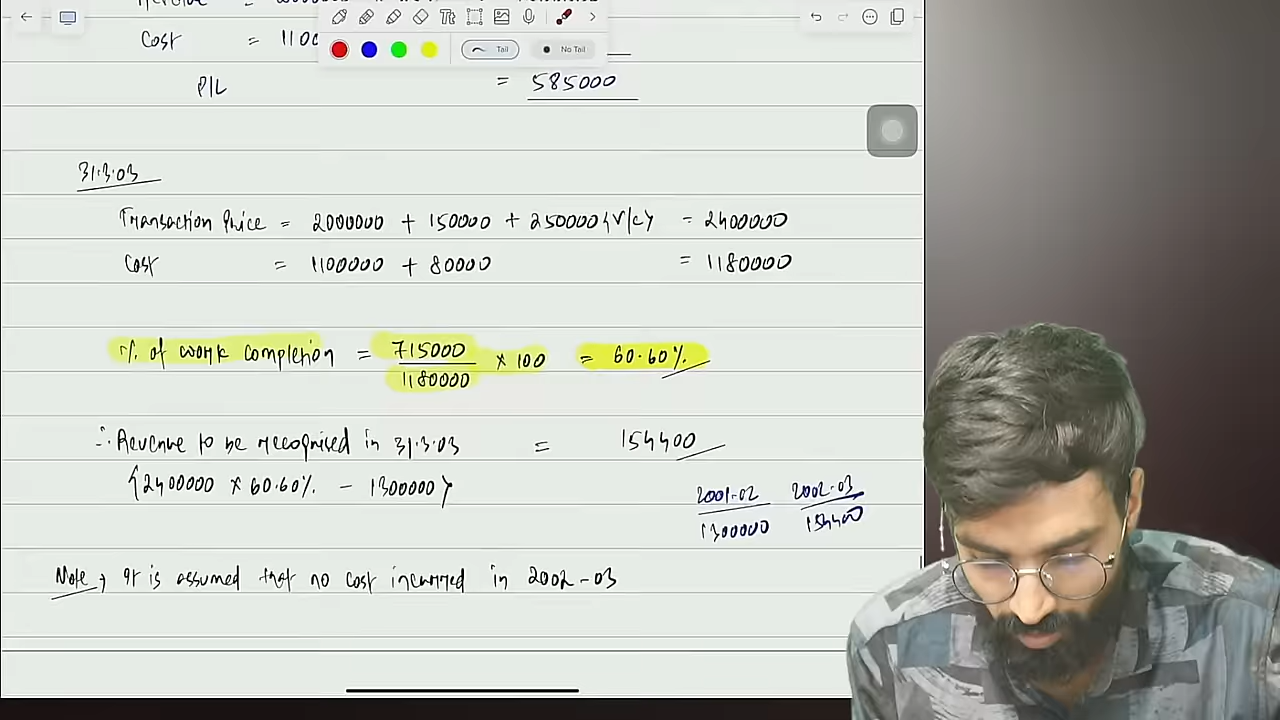 Cost = 1100
P/L = 585000
31.3.03
Transaction Price = 2000000 + 150000 + 250000 {V/C} = 2400000
Cost = 1100000 + 80000 = 1180000
% of work completion = 715000 / 1180000 × 100 = 60.60%
∴ Revenue to be recognised in 31.3.03 = 154400
{2400000 × 60.60% - 1300000}
2001-02 2002-03
1300000 154400
Note, It is assumed that no cost incurred in 2002-03
Tail
No Tail